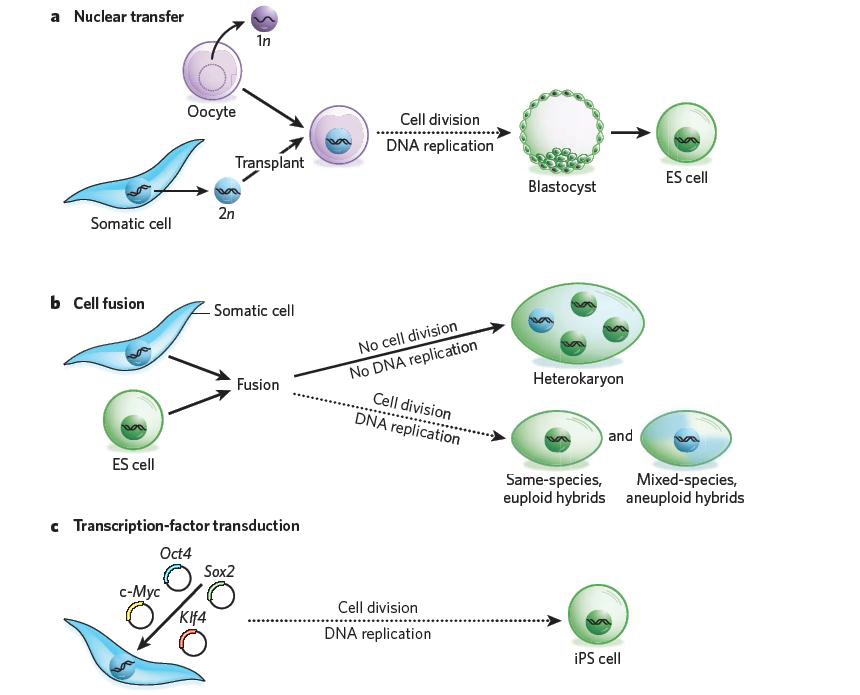 a Nuclear transfer
1n
Oocyte
Transplant
Somatic cell
2n
Cell division
DNA replication
Blastocyst
ES cell
b Cell fusion
Somatic cell
ES cell
Fusion
No cell division
No DNA replication
Heterokaryon
Cell division
DNA replication
and
Same-species,
euploid hybrids
Mixed-species,
aneuploid hybrids
c Transcription-factor transduction
Oct4
Sox2
c-Myc
Klf4
Cell division
DNA replication
iPS cell